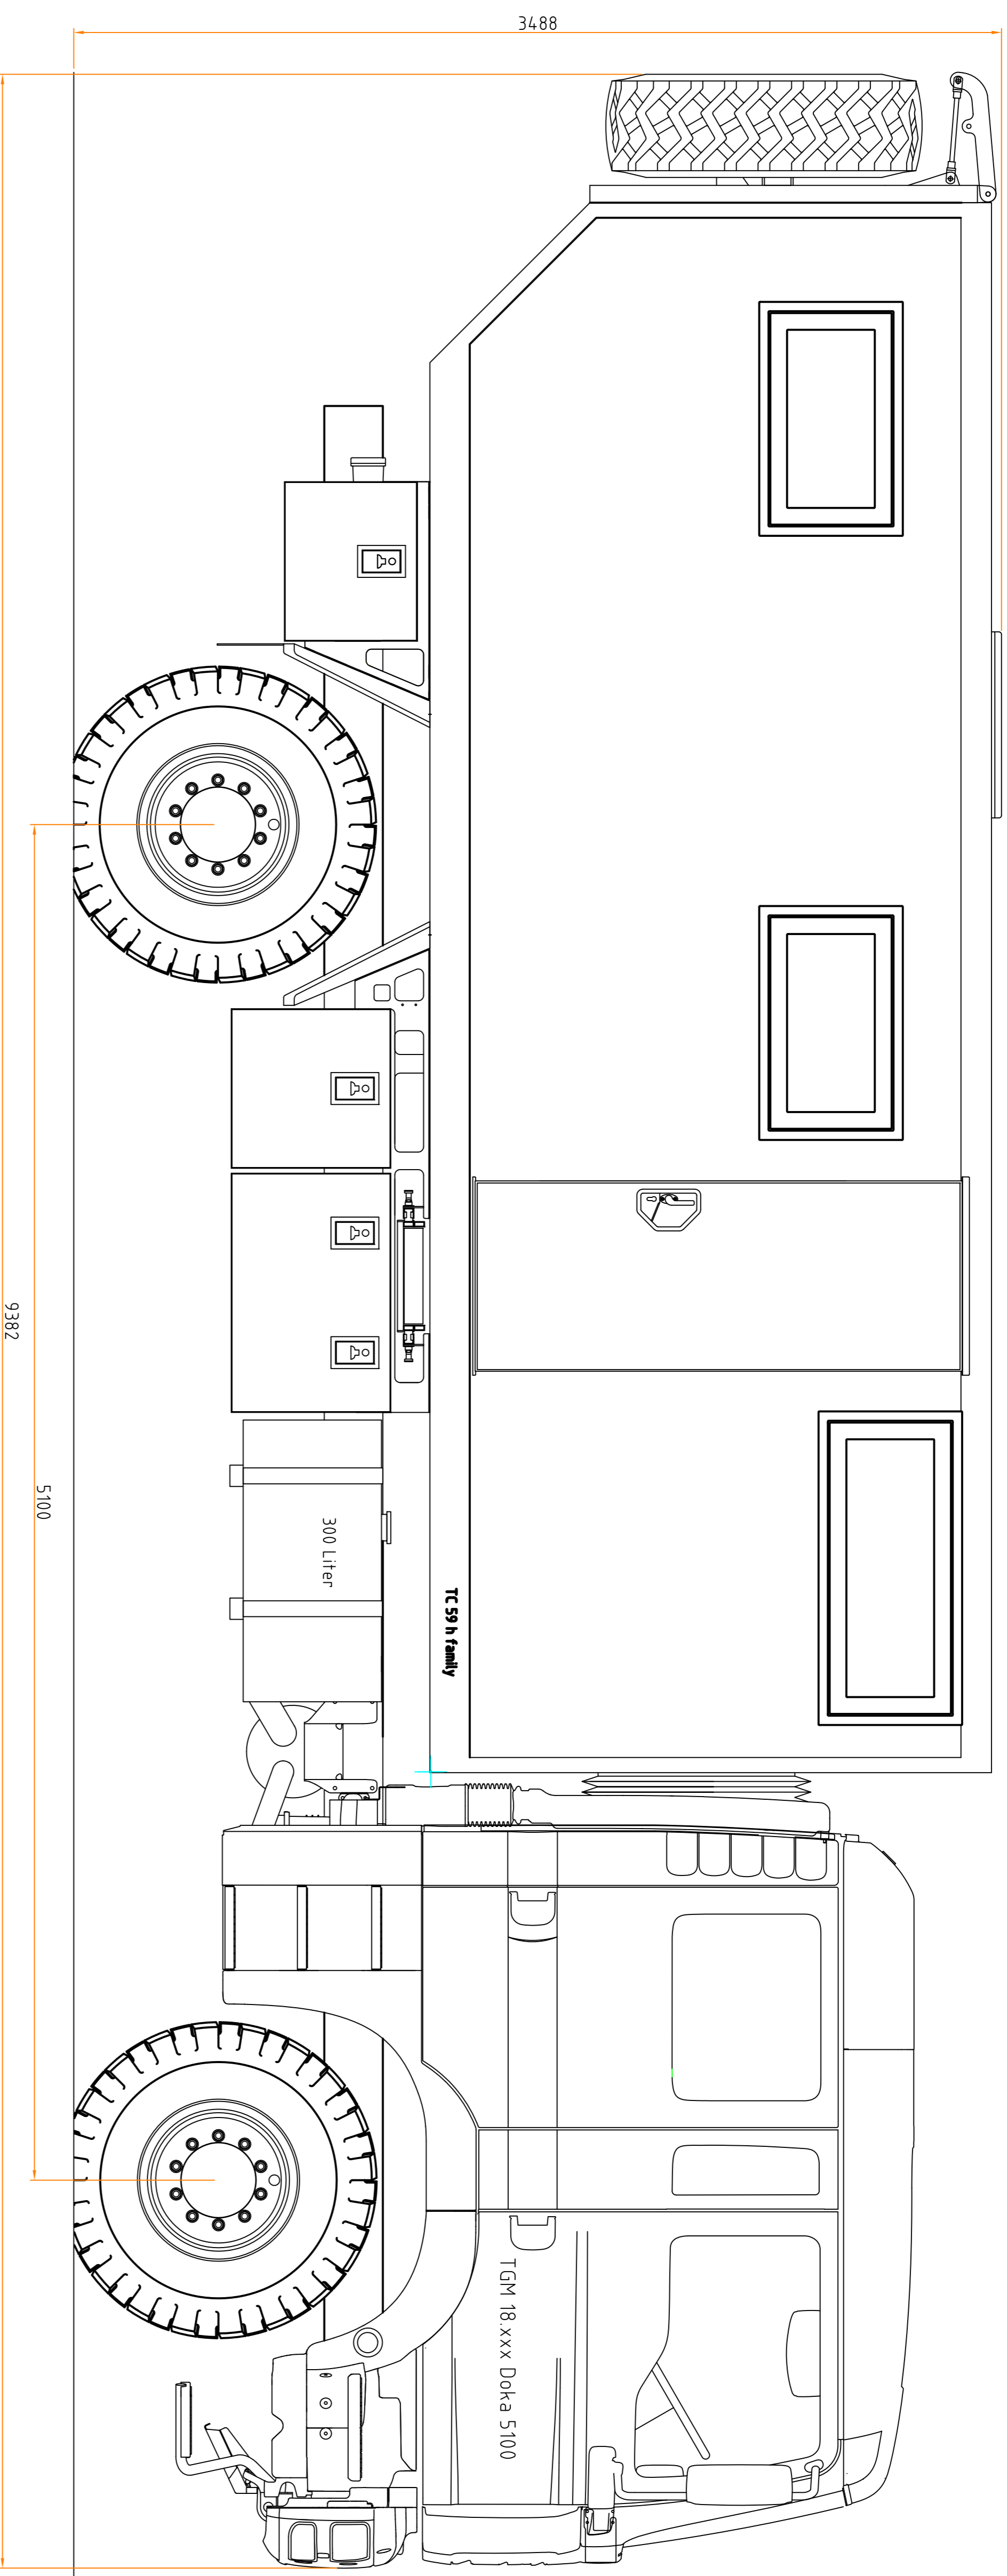 3488
TGM 18.xxx Doka 5100
TC 59 h family
300 Liter
5100
9382